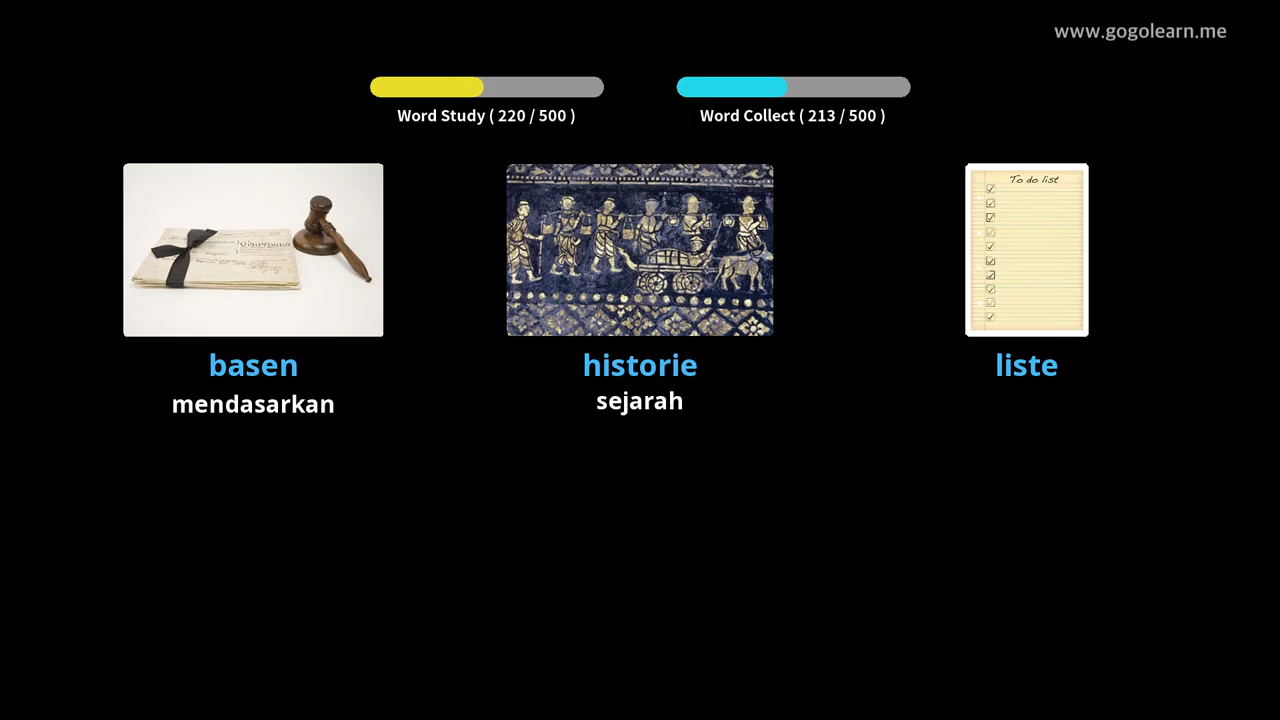 www.gogolearn.me
Word Study ( 220 / 500 )
Word Collect ( 213 / 500 )
To do list
basen
historie
liste
mendasarkan
sejarah